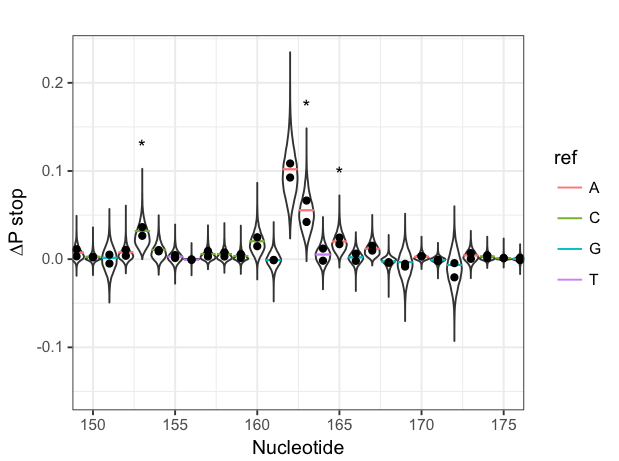 ΔP stop
0.2
0.1
0.0
-0.1
*
*
*
150 155 160 165 170 175
Nucleotide
ref
A
C
G
T